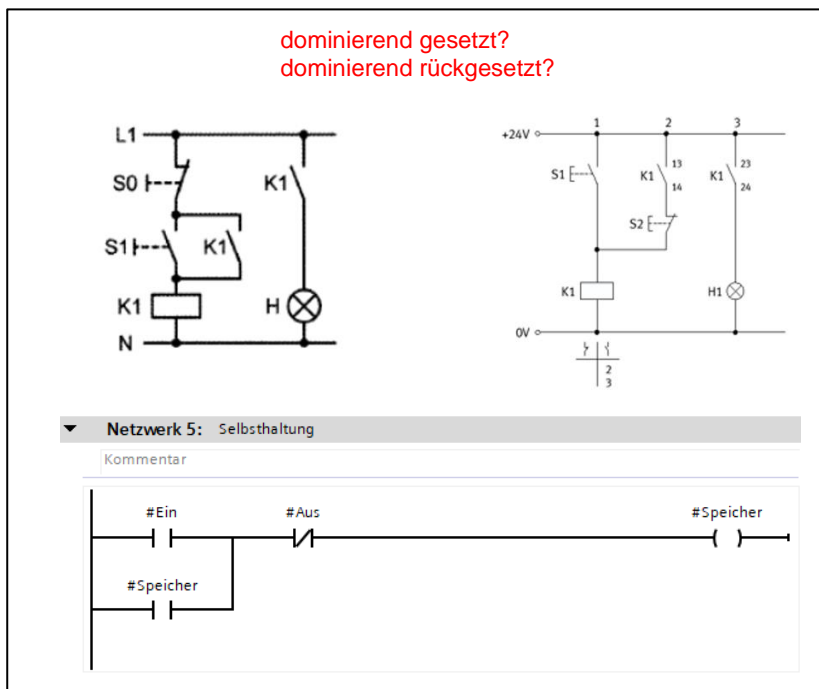 dominierend gesetzt?
dominierend rückgesetzt?
L1
S0
K1
S1
K1
K1
H
N
1 2 3
+24V
S1
K1
13
14
K1
23
24
S2
K1
H1
0V
2
3
Netzwerk 5: Selbsthaltung
Kommentar
#Ein #Aus #Speicher
#Speicher